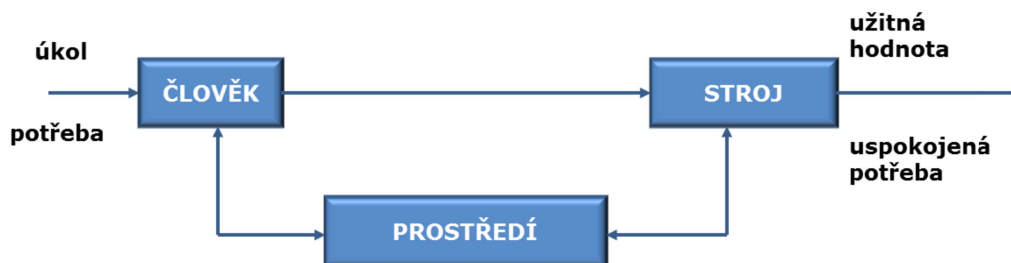 úkol
potřeba
ČLOVĚK
STROJ
užitná
hodnota
uspokojená
potřeba
PROSTŘEDÍ